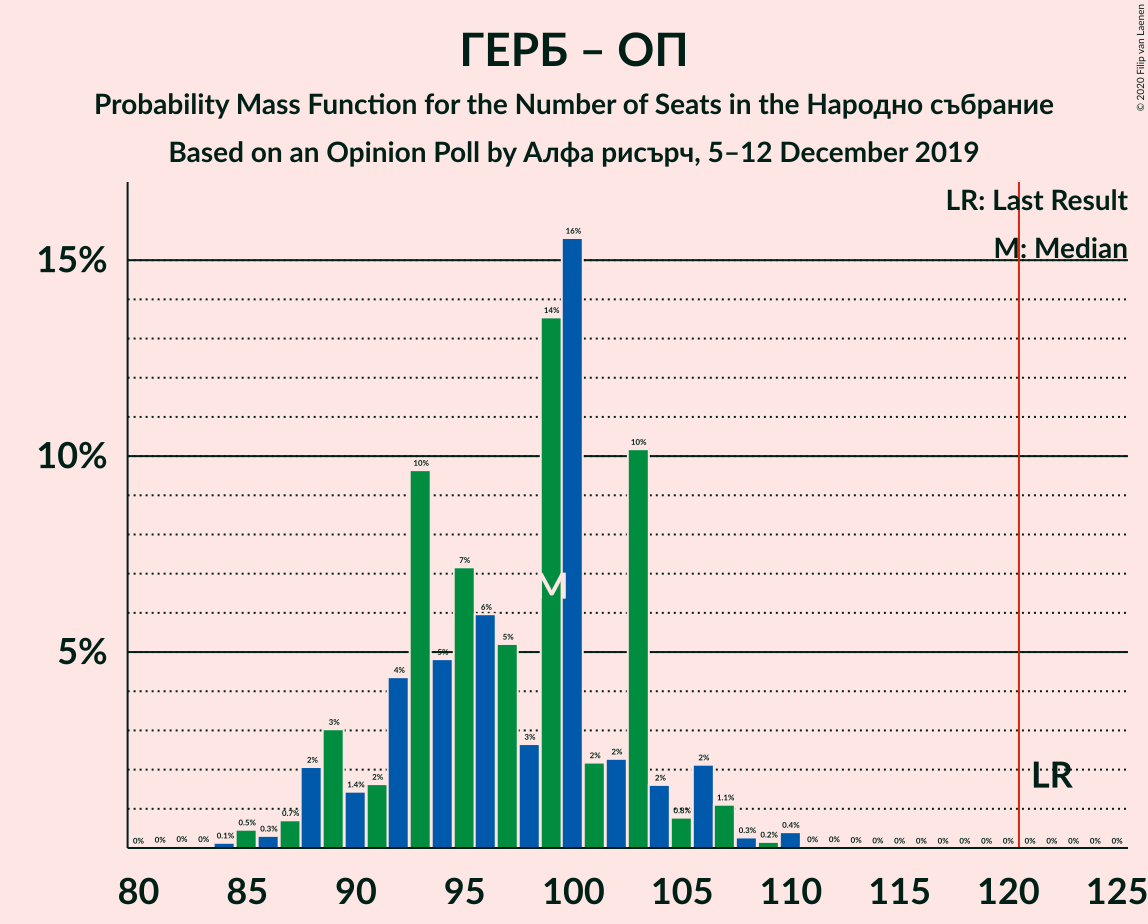 ГЕРБ – ОП
Probability Mass Function for the Number of Seats in the Народно събрание
Based on an Opinion Poll by Алфа рисърч, 5–12 December 2019
© 2020 Filip van Laenen
LR: Last Result
M: Median
15%
10%
5%
0% 0% 0% 0% 0.1% 0.5% 0.3% 0.7% 2% 3% 1.4% 2% 4% 10% 5% 7% 6% 5% 3% 14% 16% 2% 2% 10% 2% 0.8% 2% 1.1% 0.3% 0.2% 0.4% 0% 0% 0% 0% 0% 0% 0% 0% 0% 0% 0% 0% 0% 0% 0%
M
LR
80 85 90 95 100 105 110 115 120 125